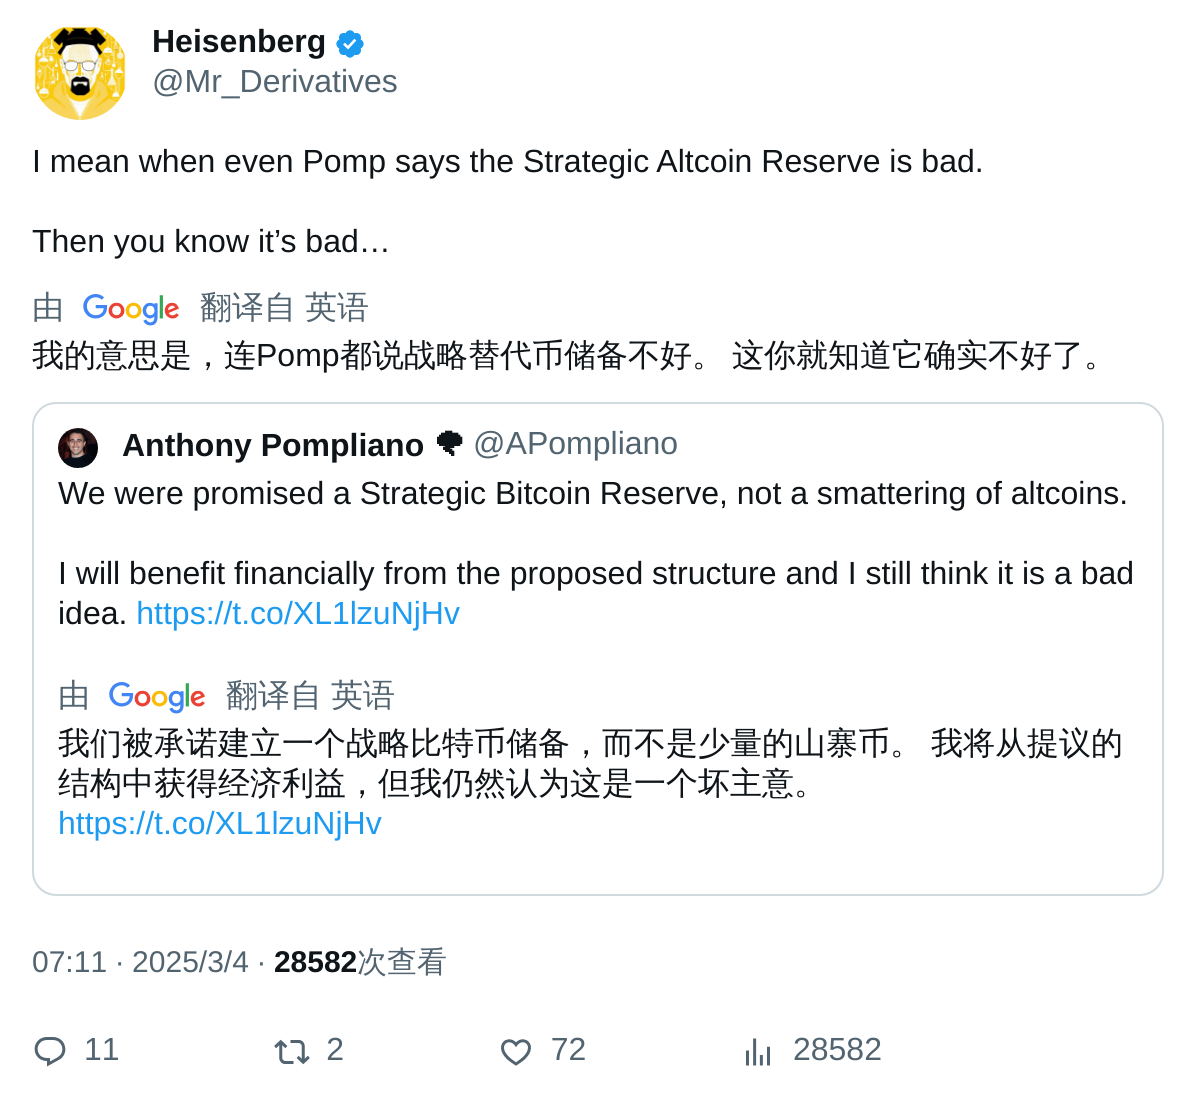 Heisenberg
@Mr_Derivatives
I mean when even Pomp says the Strategic Altcoin Reserve is bad.
Then you know it’s bad…
由 Google 翻译自 英语
我的意思是，连Pomp都说战略替代币储备不好。 这你就知道它确实不好了。
Anthony Pompliano 🌪 @APompliano
We were promised a Strategic Bitcoin Reserve, not a smattering of altcoins.
I will benefit financially from the proposed structure and I still think it is a bad
idea. https://t.co/XL1lzuNjHv
由 Google 翻译自 英语
我们被承诺建立一个战略比特币储备，而不是少量的山寨币。 我将从提议的
结构中获得经济利益，但我仍然认为这是一个坏主意。
https://t.co/XL1lzuNjHv
07:11 · 2025/3/4 · 28582次查看
11 2 72 28582